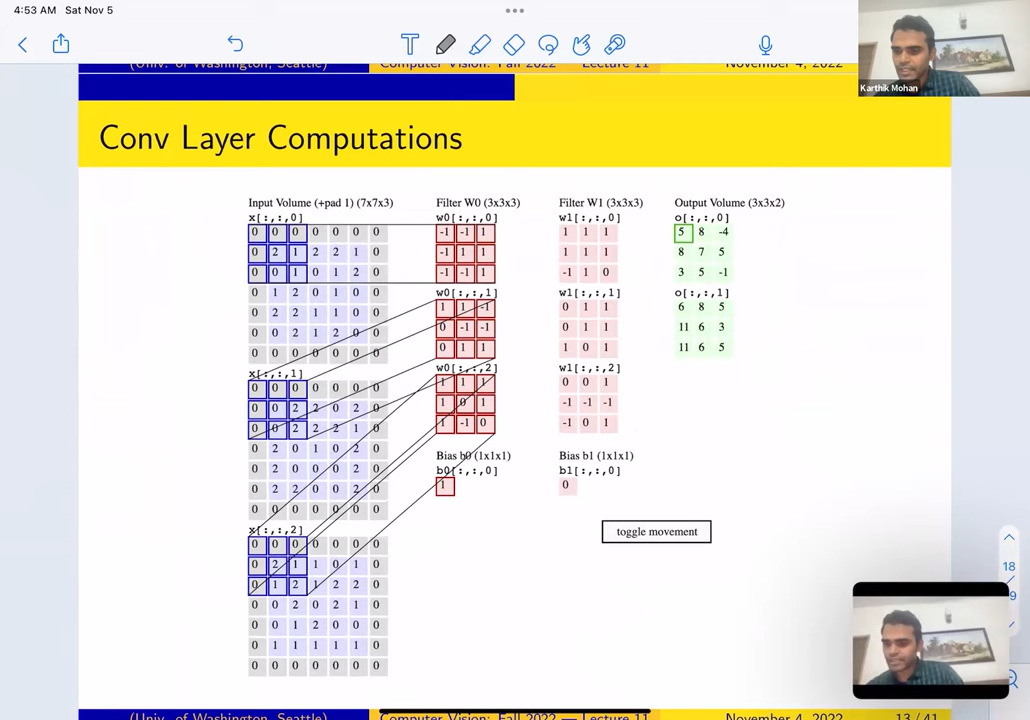 4:53 AM Sat Nov 5
(Univ. of Washington, Seattle) Computer Vision: Fall 2022 Lecture 11 November 4, 2022
Karthik Mohan
Conv Layer Computations
Input Volume (+pad 1) (7x7x3) Filter W0 (3x3x3) Filter W1 (3x3x3) Output Volume (3x3x2)
x[:,:,0] w0[:,:,0] w1[:,:,0] o[:,:,0]
0 0 0 0 0 0 0 -1 -1 1 1 1 1 5 8 -4
0 2 1 2 2 1 0 -1 1 1 1 1 1 8 7 5
0 0 1 0 1 2 0 -1 -1 1 -1 1 0 3 5 -1
0 1 2 0 1 0 0 w0[:,:,1] w1[:,:,1] o[:,:,1]
0 2 2 1 1 0 0 1 1 -1 0 1 1 6 8 5
0 0 2 1 2 0 0 0 -1 -1 0 1 1 11 6 3
0 0 0 0 0 0 0 0 1 1 1 0 1 11 6 5
x[:,:,1] w0[:,:,2] w1[:,:,2]
0 0 0 0 0 0 0 1 1 1 0 0 1
0 0 2 2 0 2 0 1 0 1 -1 -1 -1
0 0 2 2 2 1 0 1 -1 0 -1 0 1
0 2 0 1 0 2 0 Bias b0 (1x1x1) Bias b1 (1x1x1)
0 2 0 0 0 2 0 b0[:,:,0] b1[:,:,0]
0 2 2 0 0 2 0 1 0
0 0 0 0 0 0 0
x[:,:,2]
0 0 0 0 0 0 0
0 2 1 1 0 1 0
0 1 2 1 2 2 0
0 0 2 0 2 1 0
0 0 1 2 0 0 0
0 1 1 1 1 1 0
0 0 0 0 0 0 0
toggle movement
18
/
9
(Univ. of Washington, Seattle) Computer Vision: Fall 2022 — Lecture 11 November 4, 2022 13 / 41